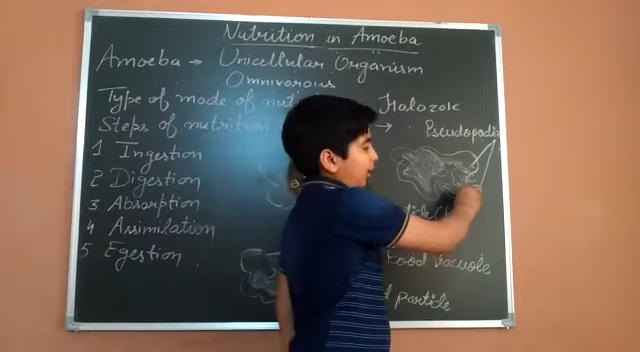 Nutrition in Amoeba
Amoeba → Unicellular Organism
Omnivorous
Type of mode of nuti Holozoic
Steps of nutrition →
Pseudopodia
1 Ingestion
2 Digestion
3 Absorption
4 Assimilation
5 Egestion
Food vacuole
particle